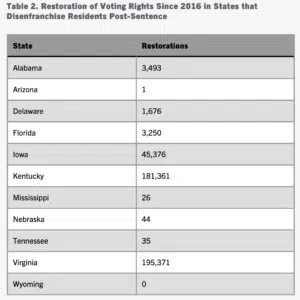 Table 2. Restoration of Voting Rights Since 2016 in States that
Disenfranchise Residents Post-Sentence
State Restorations
Alabama 3,493
Arizona 1
Delaware 1,676
Florida 3,250
Iowa 45,376
Kentucky 181,361
Mississippi 26
Nebraska 44
Tennessee 35
Virginia 195,371
Wyoming 0